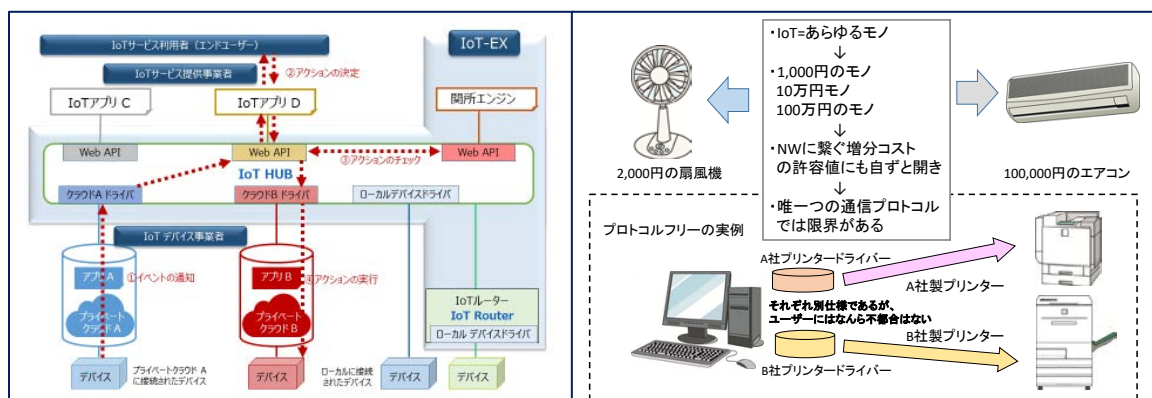 IoTサービス利用者（エンドユーザー）
IoT-EX
②アクションの決定
IoTサービス提供事業者
IoTアプリ C
IoTアプリ D
関所エンジン
Web API
Web API
③アクションのチェック
Web API
IoT HUB
クラウドA ドライバ
クラウドB ドライバ
ローカルデバイスドライバ
IoT デバイス事業者
アプリ A
①イベントの通知
アプリ B
④アクションの実行
プライベート
クラウド A
プライベート
クラウド B
IoTルーター
IoT Router
ローカル デバイスドライバ
デバイス
プライベートクラウド A
に接続されたデバイス
デバイス
ローカルに接続
されたデバイス
デバイス
デバイス
・IoT=あらゆるモノ
↓
・1,000円のモノ
10万円モノ
100万円のモノ
↓
・NWに繋ぐ増分コスト
の許容値にも自ずと開き
↓
・唯一つの通信プロトコル
では限界がある
2,000円の扇風機
100,000円のエアコン
プロトコルフリーの実例
A社プリンタードライバー
A社製プリンター
それぞれ別仕様であるが、
ユーザーにはなんら不都合はない
B社製プリンター
B社プリンタードライバー